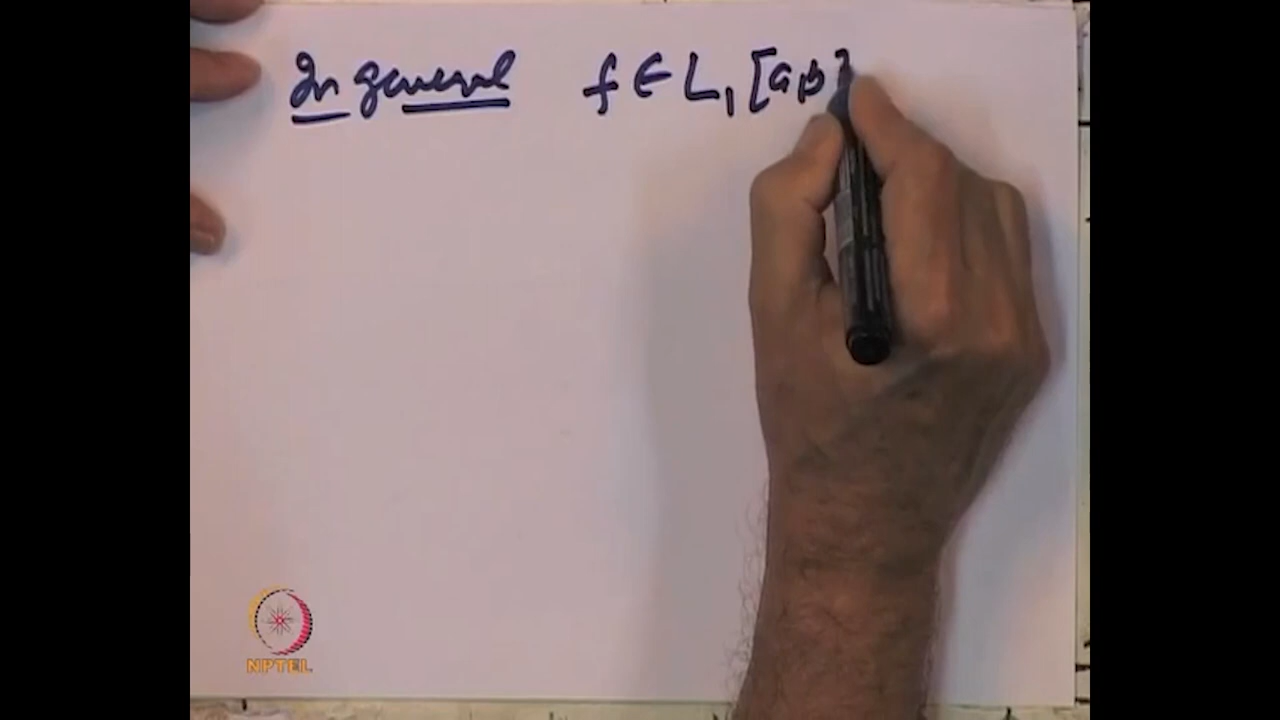 In general f ∈ L₁ [a,b]
NPTEL